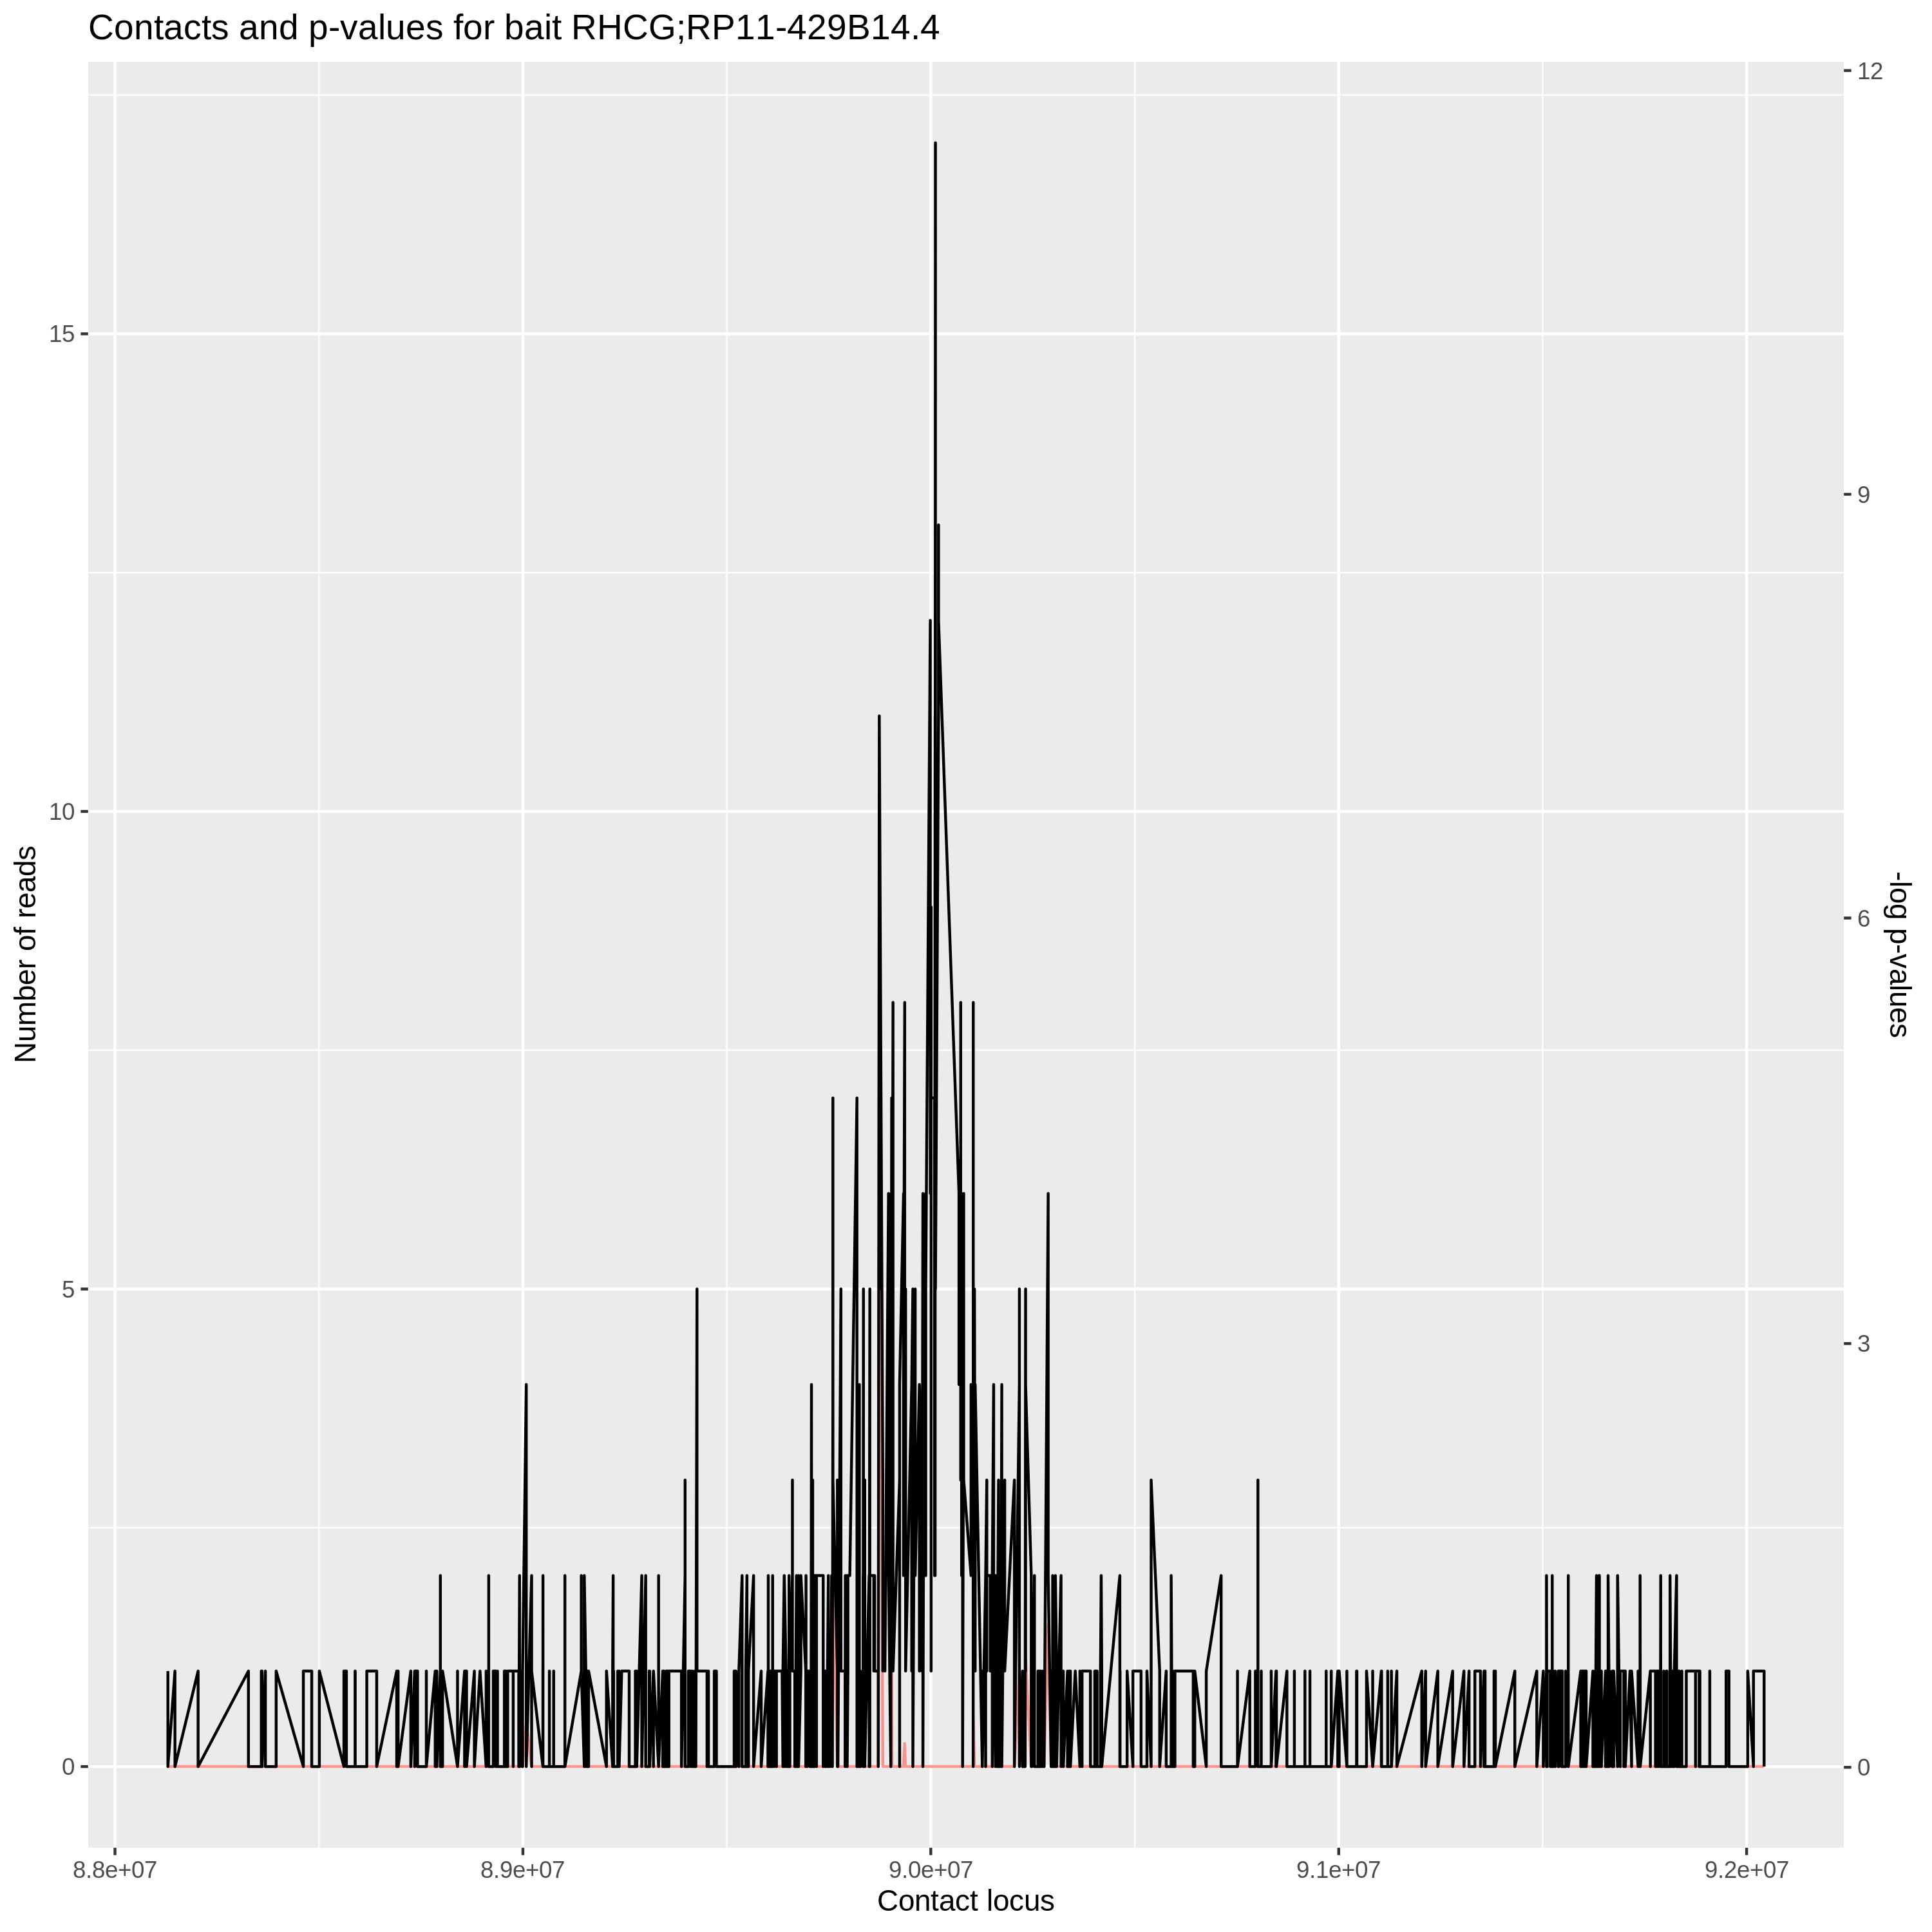 Contacts and p-values for bait RHCG;RP11-429B14.4
12
15
9
10
Number of reads
6
-log p-values
5
3
0
0
8.8e+07
8.9e+07
9.0e+07
9.1e+07
9.2e+07
Contact locus